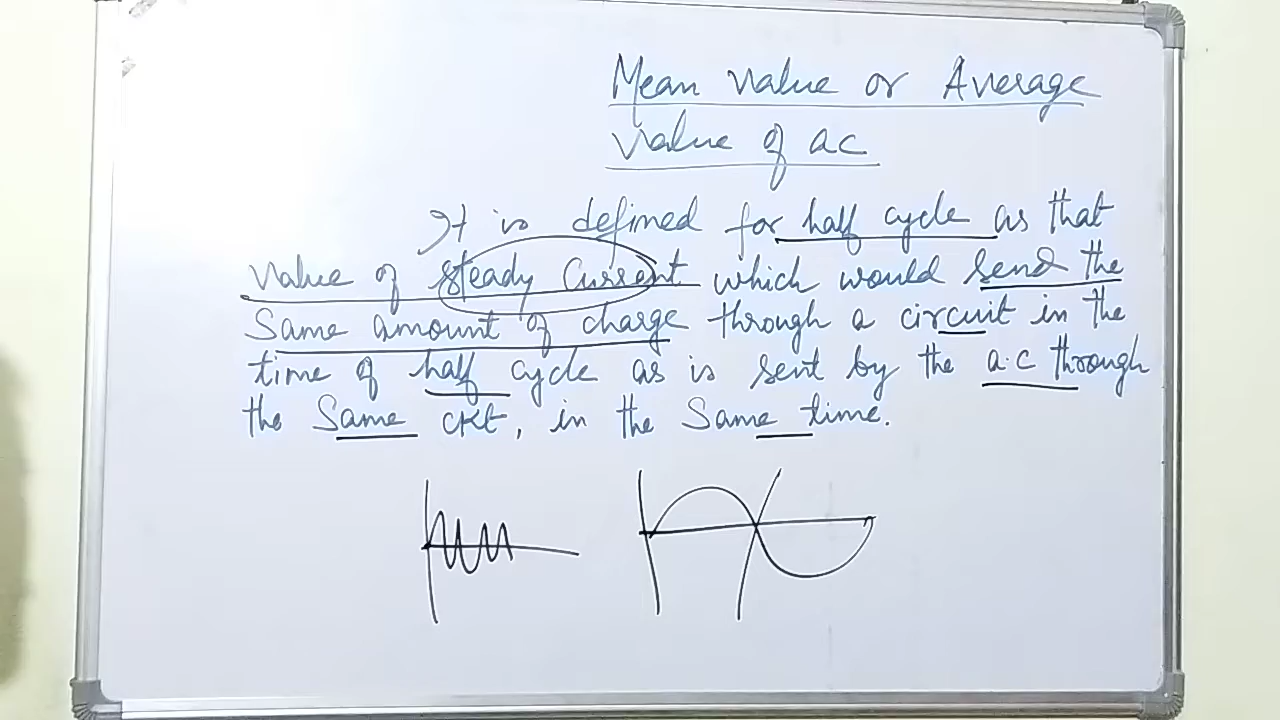 Mean value or Average
value of ac
It is defined for half cycle as that
value of steady current which would send the
same amount of charge through a circuit in the
time of half cycle as is sent by the a.c through
the same ckt, in the same time.